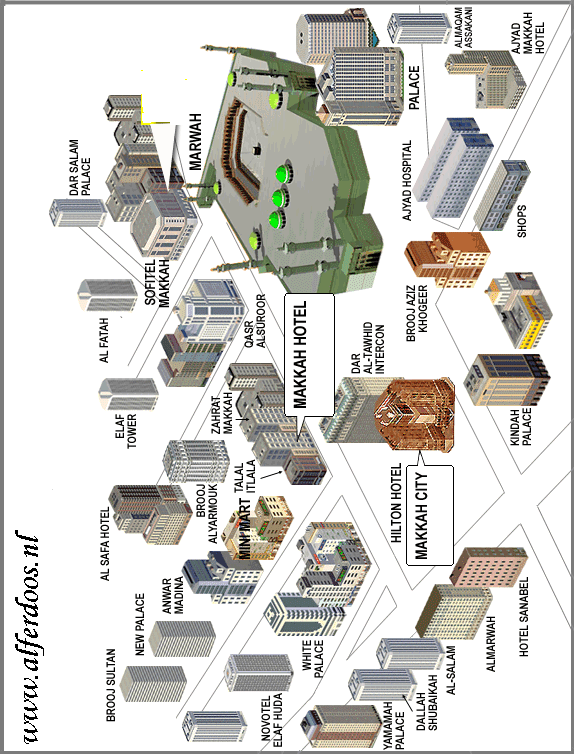 ALMAQAM
ASSAKANI
AJYAD
MAKKAH
HOTEL
PALACE
MARWAH
DAR SALAM
PALACE
AJYAD HOSPITAL
SHOPS
SOFITEL
MAKKAH
AL FATAH
QASR
ALSUROOR
MAKKAH HOTEL
BROOJ AZIZ
KHOGEER
DAR
AL-TAWHID
INTERCON
ELAF
TOWER
ZAHRAT
MAKKAH
KINDAH
PALACE
TALAL
ITLALA
BROOJ
ALYARMOUK
HILTON HOTEL
MAKKAH CITY
AL SAFA HOTEL
MINI MART
ANWAR
MADINA
NEW PALACE
BROOJ SULTAN
WHITE
PALACE
HOTEL SANABEL
ALMARWAH
AL-SALAM
DALLAH
SHUBAIKAH
YAMAMAH
PALACE
NOVOTEL
ELAF HUDA
www.alferdoos.nl